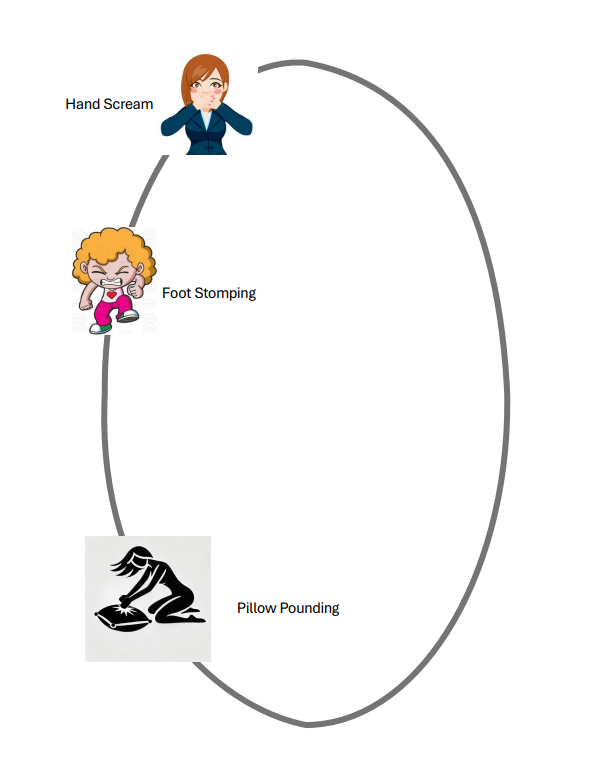 Hand Scream
Foot Stomping
Pillow Pounding